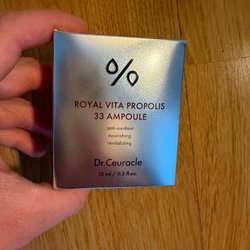 ROYAL VITA PROPOLIS
33 AMPOULE
anti-oxidant
nourishing
revitalizing
Dr.Ceuracle
15 ml / 0.5 fl.oz.